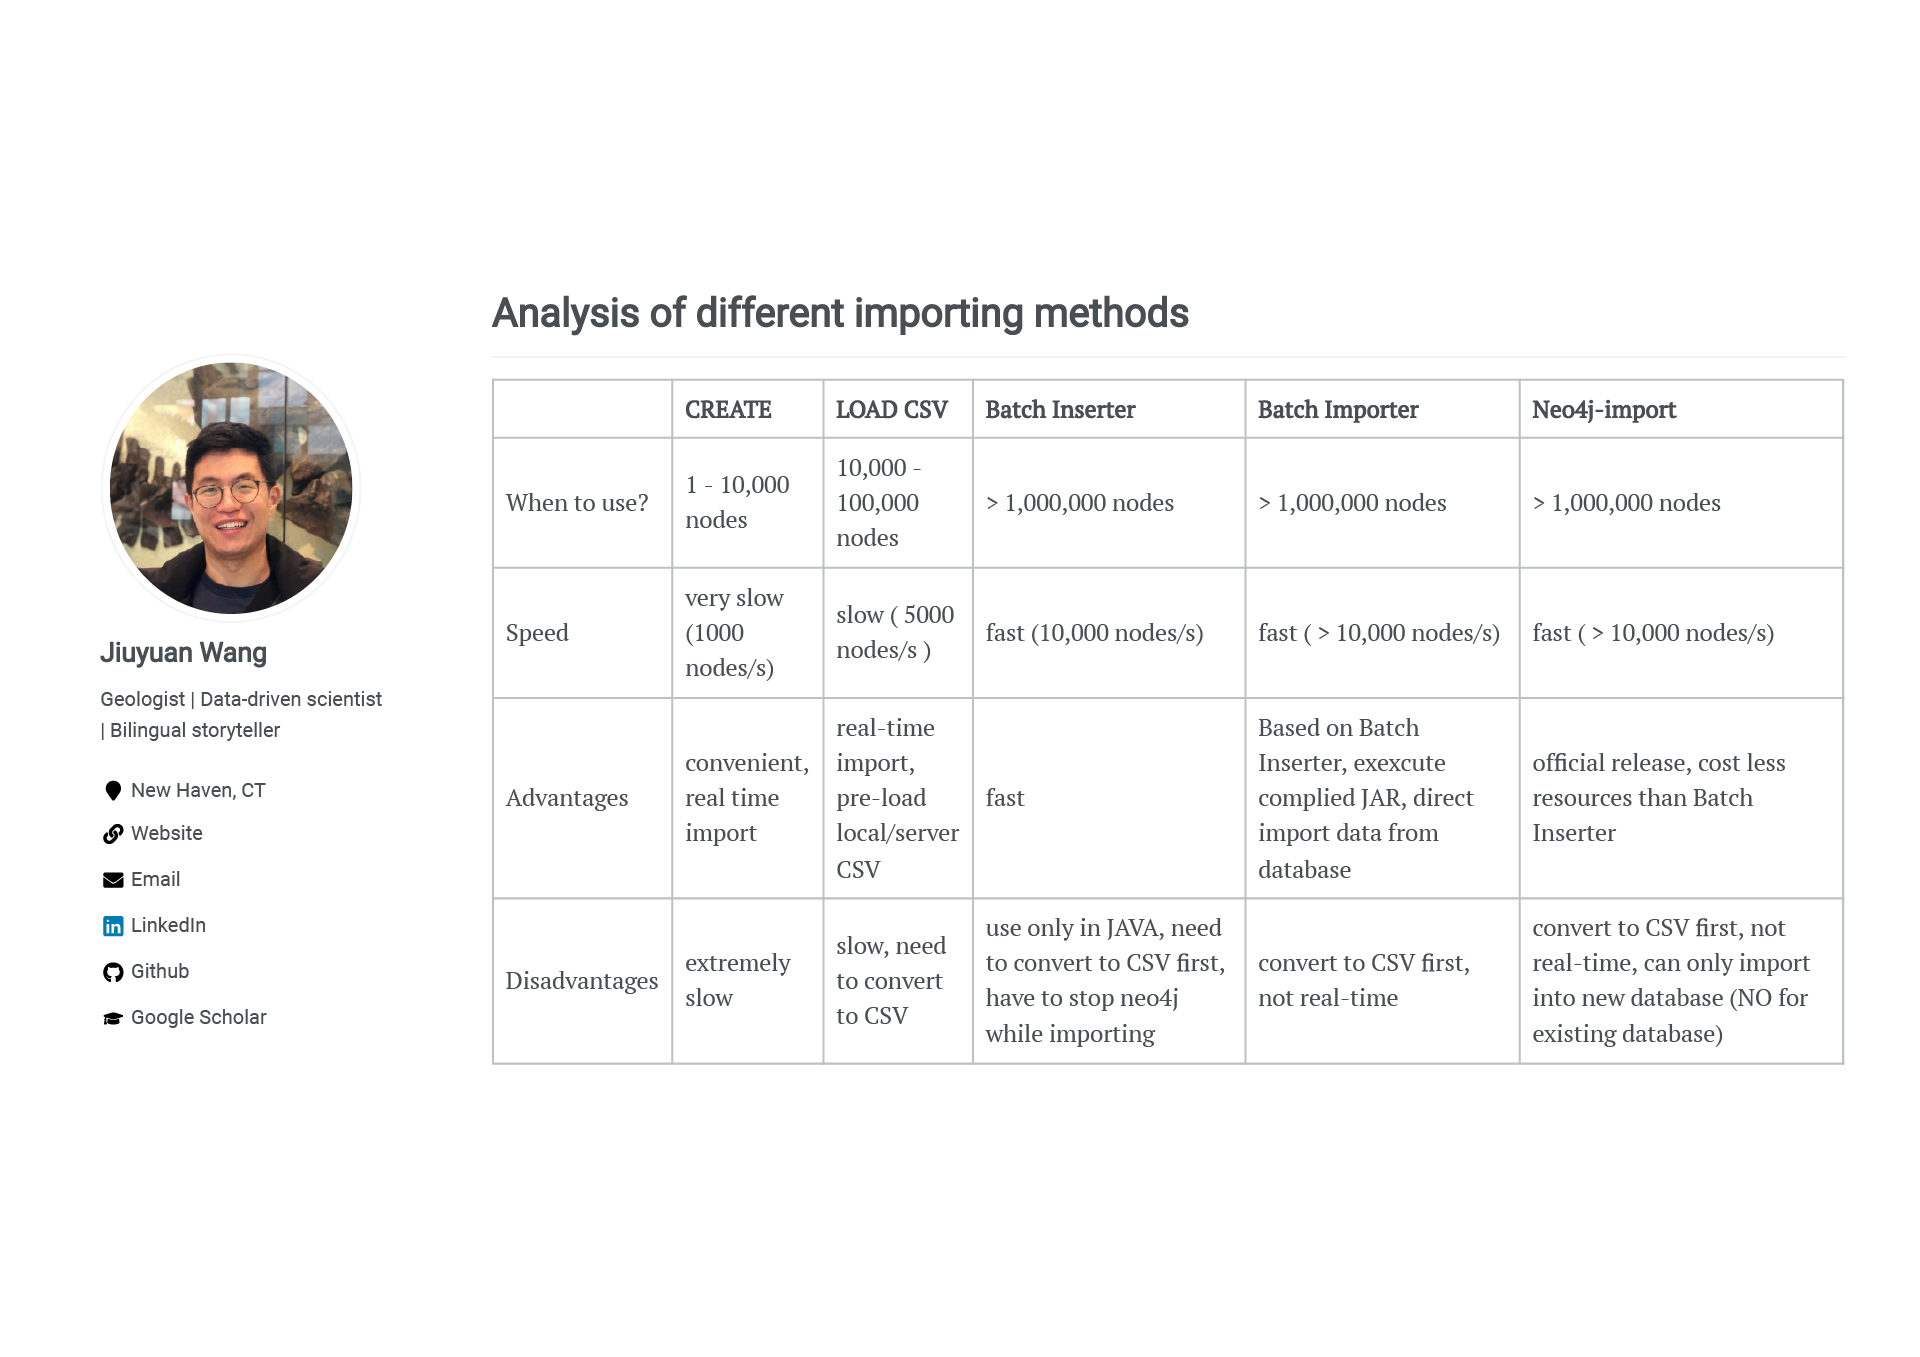 Jiuyuan Wang
Geologist | Data-driven scientist
| Bilingual storyteller
New Haven, CT
Website
Email
LinkedIn
Github
Google Scholar
Analysis of different importing methods
CREATE
LOAD CSV
Batch Inserter
Batch Importer
Neo4j-import
When to use?
1 - 10,000
nodes
10,000 -
100,000
nodes
> 1,000,000 nodes
> 1,000,000 nodes
> 1,000,000 nodes
Speed
very slow
(1000
nodes/s)
slow ( 5000
nodes/s )
fast (10,000 nodes/s)
fast ( > 10,000 nodes/s)
fast ( > 10,000 nodes/s)
Advantages
convenient,
real time
import
real-time
import,
pre-load
local/server
CSV
fast
Based on Batch
Inserter, exexcute
complied JAR, direct
import data from
database
official release, cost less
resources than Batch
Inserter
Disadvantages
extremely
slow
slow, need
to convert
to CSV
use only in JAVA, need
to convert to CSV first,
have to stop neo4j
while importing
convert to CSV first,
not real-time
convert to CSV first, not
real-time, can only import
into new database (NO for
existing database)